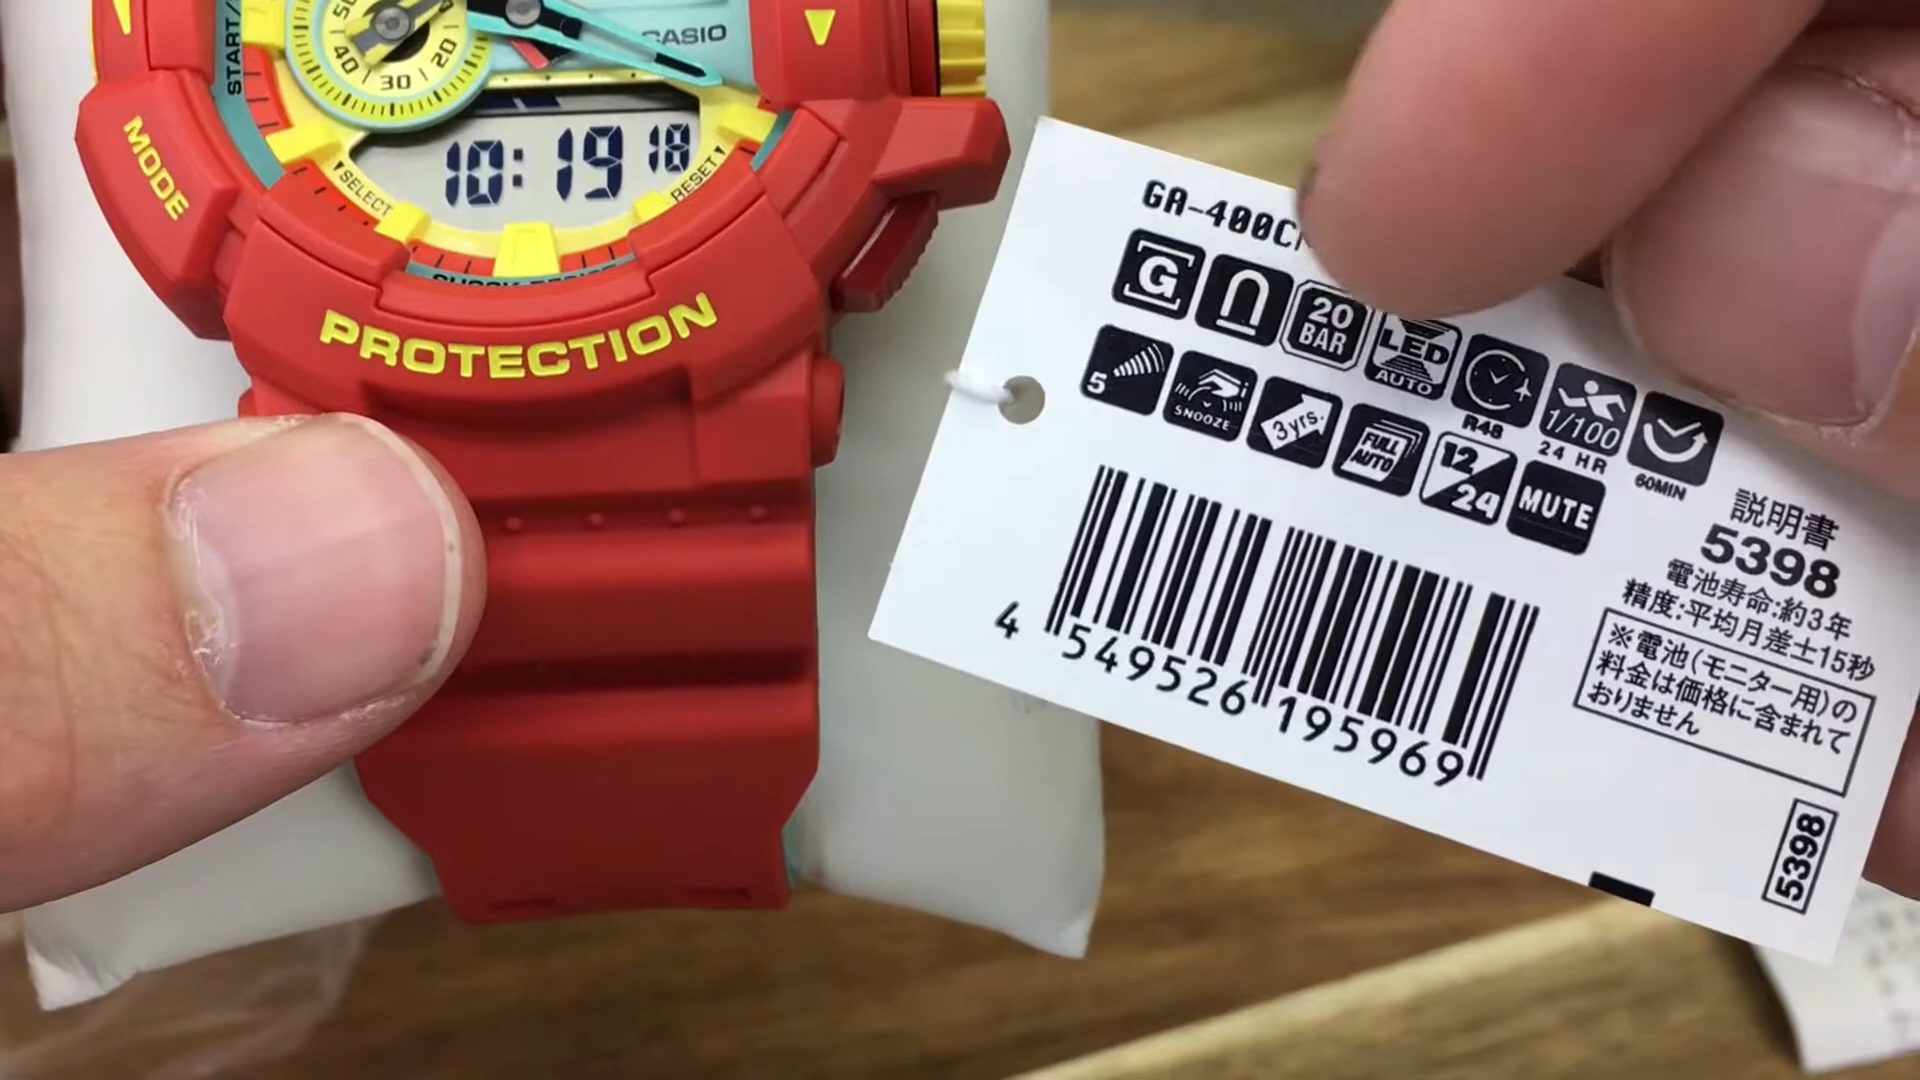 START/
50
40
30
20
CASIO
MODE
10:19 18
SELECT
RESET
PROTECTION
GA-400C
G
20
BAR
LED
AUTO
R48
1/100
24 HR
60MIN
5
SNOOZE
3yrs.
FULL
AUTO
12/24
MUTE
説明書
5398
電池寿命:約3年
精度:平均月差±15秒
※電池(モニター用)の
料金は価格に含まれて
おりません
4 549526 195969
5398